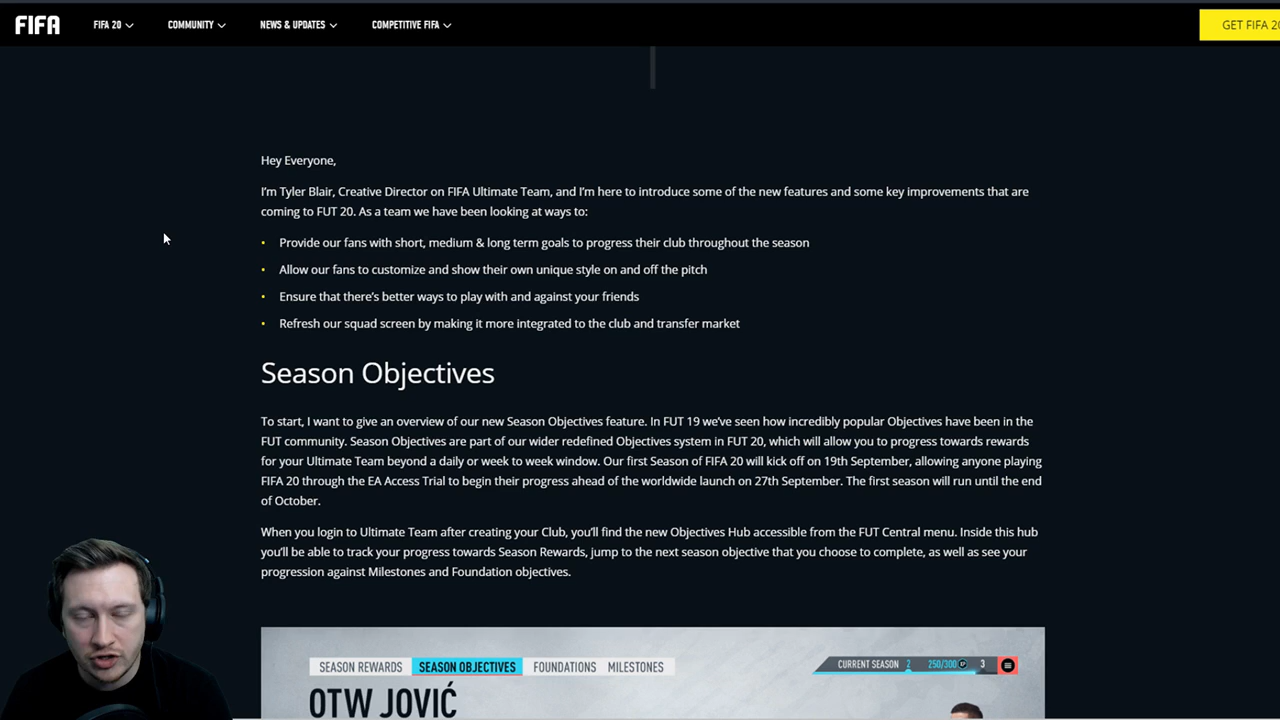 FIFA
FIFA 20
COMMUNITY
NEWS & UPDATES
COMPETITIVE FIFA
GET FIFA 20
Hey Everyone,
I'm Tyler Blair, Creative Director on FIFA Ultimate Team, and I'm here to introduce some of the new features and some key improvements that are
coming to FUT 20. As a team we have been looking at ways to:
• Provide our fans with short, medium & long term goals to progress their club throughout the season
• Allow our fans to customize and show their own unique style on and off the pitch
• Ensure that there's better ways to play with and against your friends
• Refresh our squad screen by making it more integrated to the club and transfer market
Season Objectives
To start, I want to give an overview of our new Season Objectives feature. In FUT 19 we've seen how incredibly popular Objectives have been in the
FUT community. Season Objectives are part of our wider redefined Objectives system in FUT 20, which will allow you to progress towards rewards
for your Ultimate Team beyond a daily or week to week window. Our first Season of FIFA 20 will kick off on 19th September, allowing anyone playing
FIFA 20 through the EA Access Trial to begin their progress ahead of the worldwide launch on 27th September. The first season will run until the end
of October.
When you login to Ultimate Team after creating your Club, you'll find the new Objectives Hub accessible from the FUT Central menu. Inside this hub
you'll be able to track your progress towards Season Rewards, jump to the next season objective that you choose to complete, as well as see your
progression against Milestones and Foundation objectives.
SEASON REWARDS
SEASON OBJECTIVES
FOUNDATIONS
MILESTONES
CURRENT SEASON 2 250/300 3
OTW JOVIĆ